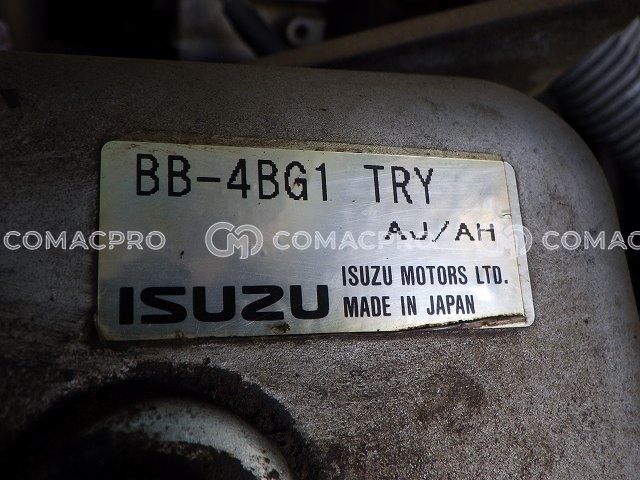 BB-4BG1 TRY
AJ/AH
ISUZU
ISUZU MOTORS LTD.
MADE IN JAPAN
COMACPRO
COMACPRO
COMACPRO